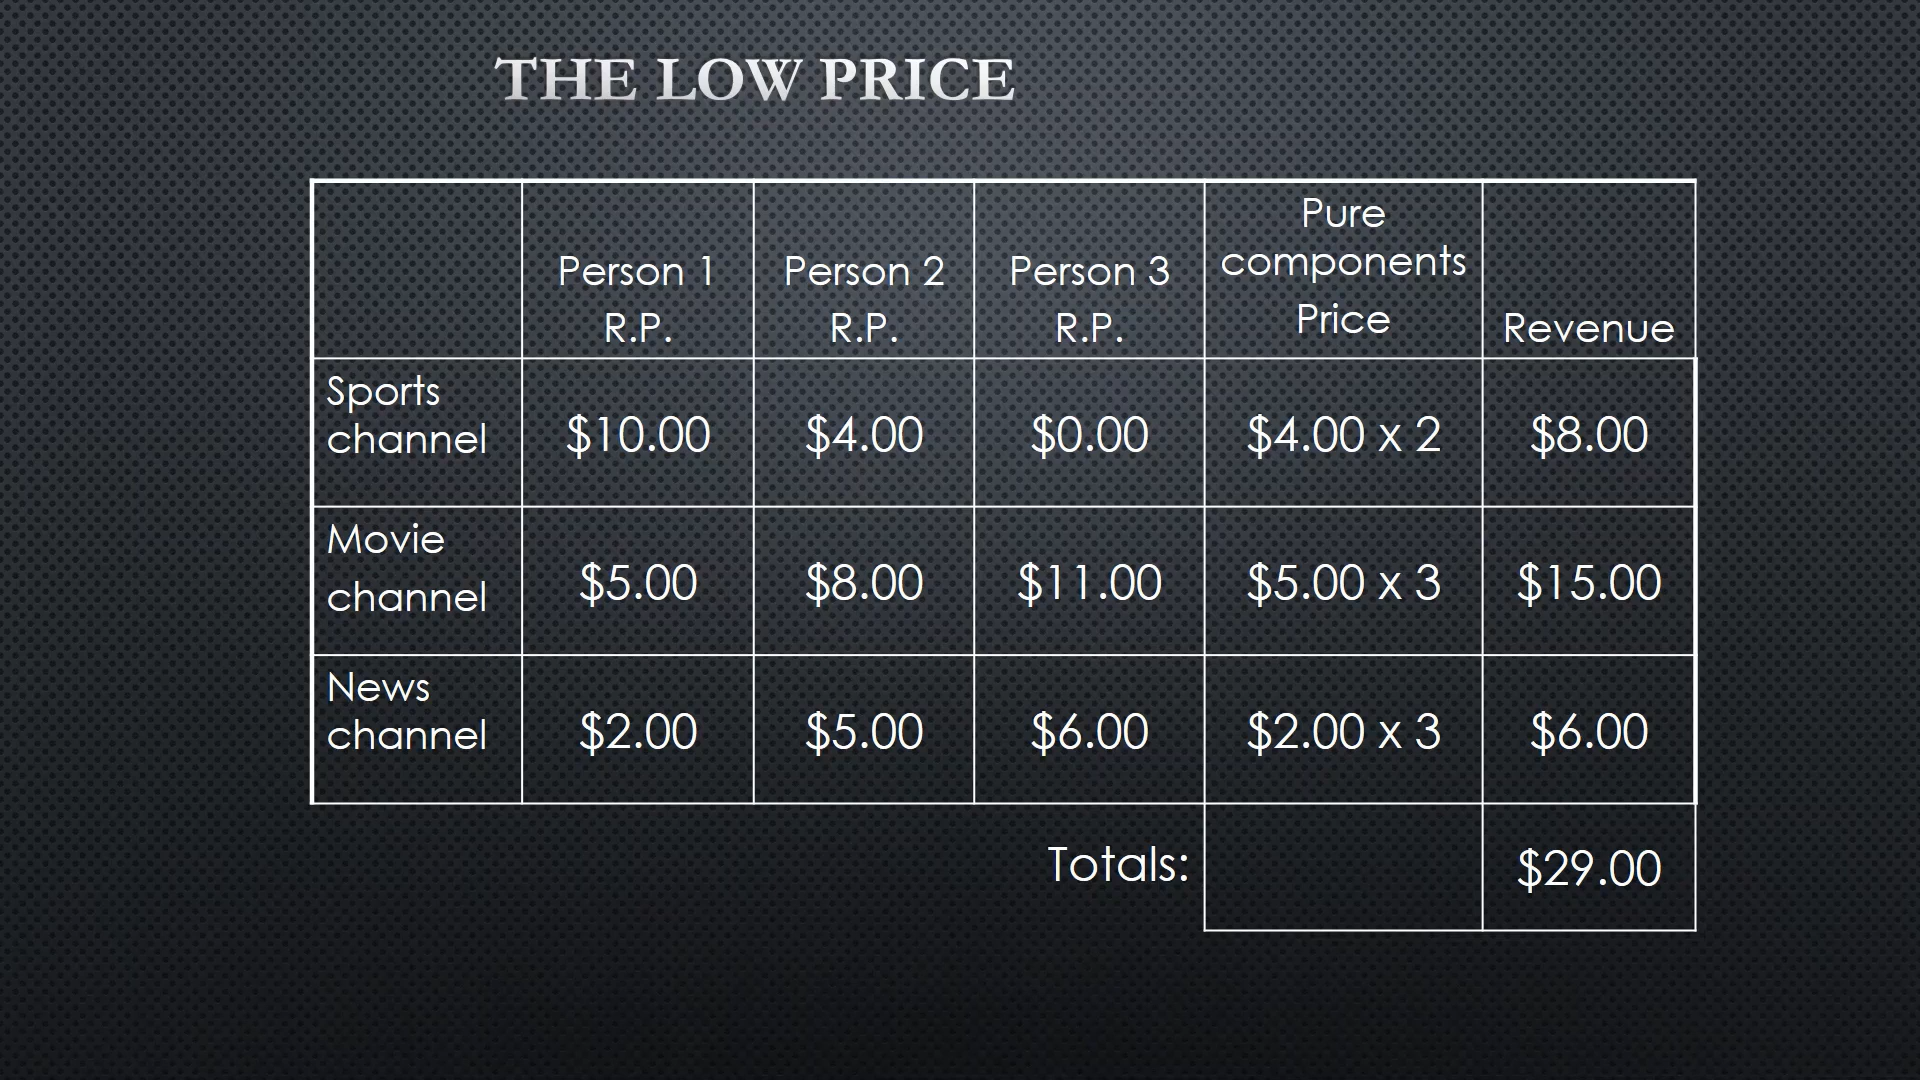 THE LOW PRICE
Person 1
R.P.
Person 2
R.P.
Person 3
R.P.
Pure
components
Price
Revenue
Sports
channel
$10.00
$4.00
$0.00
$4.00 x 2
$8.00
Movie
channel
$5.00
$8.00
$11.00
$5.00 x 3
$15.00
News
channel
$2.00
$5.00
$6.00
$2.00 x 3
$6.00
Totals:
$29.00